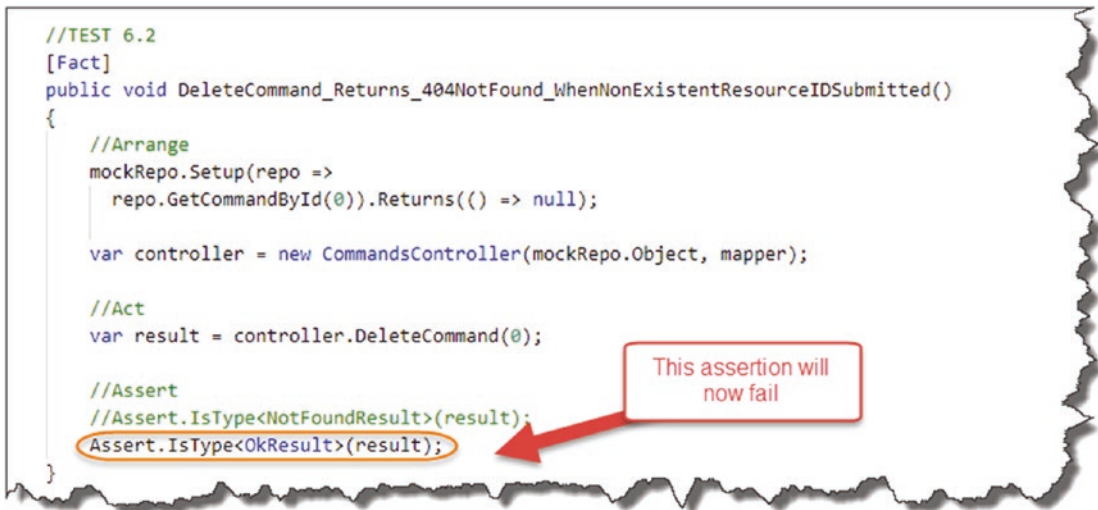 //TEST 6.2
[Fact]
public void DeleteCommand_Returns_404NotFound_WhenNonExistentResourceIDSubmitted()
{
//Arrange
mockRepo.Setup(repo =>
repo.GetCommandById(0)).Returns(() => null);
var controller = new CommandsController(mockRepo.Object, mapper);
//Act
var result = controller.DeleteCommand(0);
This assertion will
now fail
//Assert
//Assert.IsType<NotFoundResult>(result);
Assert.IsType<OkResult>(result);
}